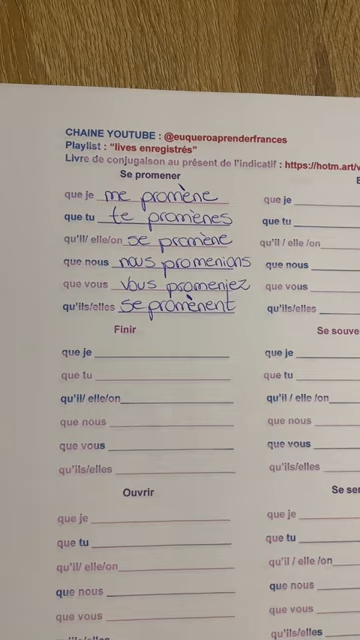 CHAINE YOUTUBE : @euqueroaprenderfrances
Playlist : "lives enregistrés"
Livre de conjugaison au présent de l'indicatif : https://hotm.art/
Se promener
que je me promène
que tu te promènes
qu'il/ elle/on se promène
que nous nous promenions
que vous vous promeniez
qu'ils/elles se promènent
Finir
que je
que tu
qu'il/ elle/on
que nous
que vous
qu'ils/elles
Ouvrir
que je
que tu
qu'il/ elle/on
que nous
que vous
que je
que tu
qu'il / elle /on
que nous
que vous
qu'ils/elles
Se souve
que je
que tu
qu'il / elle /on
que nous
que vous
qu'ils/elles
Se se
que je
que tu
qu'il / elle /on
que nous
que vous
qu'ils/elles